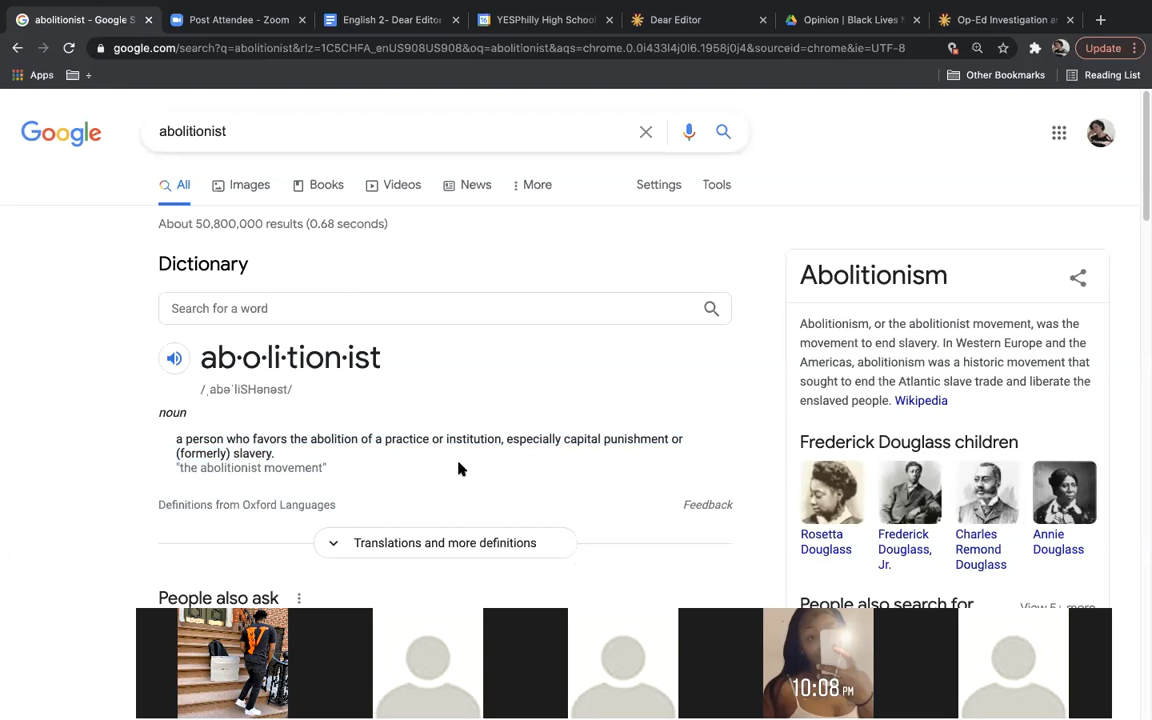 abolitionist - Google S
Post Attendee - Zoom
English 2- Dear Editor
YESPhilly High School
Dear Editor
Opinion | Black Lives M
Op-Ed Investigation an
google.com/search?q=abolitionist&rlz=1C5CHFA_enUS908US908&oq=abolitionist&aqs=chrome.0.0i433l4j0l6.1958j0j4&sourceid=chrome&ie=UTF-8
Update
Apps
Other Bookmarks
Reading List
Google
abolitionist
All
Images
Books
Videos
News
More
Settings
Tools
About 50,800,000 results (0.68 seconds)
Dictionary
Search for a word
ab·o·li·tion·ist
/ˌabəˈliSHənəst/
noun
a person who favors the abolition of a practice or institution, especially capital punishment or
(formerly) slavery.
"the abolitionist movement"
Definitions from Oxford Languages
Feedback
Translations and more definitions
People also ask
Abolitionism
Abolitionism, or the abolitionist movement, was the
movement to end slavery. In Western Europe and the
Americas, abolitionism was a historic movement that
sought to end the Atlantic slave trade and liberate the
enslaved people. Wikipedia
Frederick Douglass children
Rosetta
Douglass
Frederick
Douglass,
Jr.
Charles
Remond
Douglass
Annie
Douglass
People also search for
View 5+ more
10:08 PM